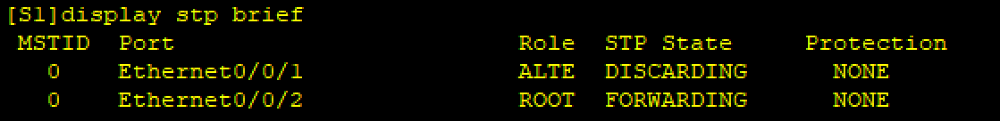 [S1]display stp brief
MSTID Port Role STP State Protection
0 Ethernet0/0/1 ALTE DISCARDING NONE
0 Ethernet0/0/2 ROOT FORWARDING NONE